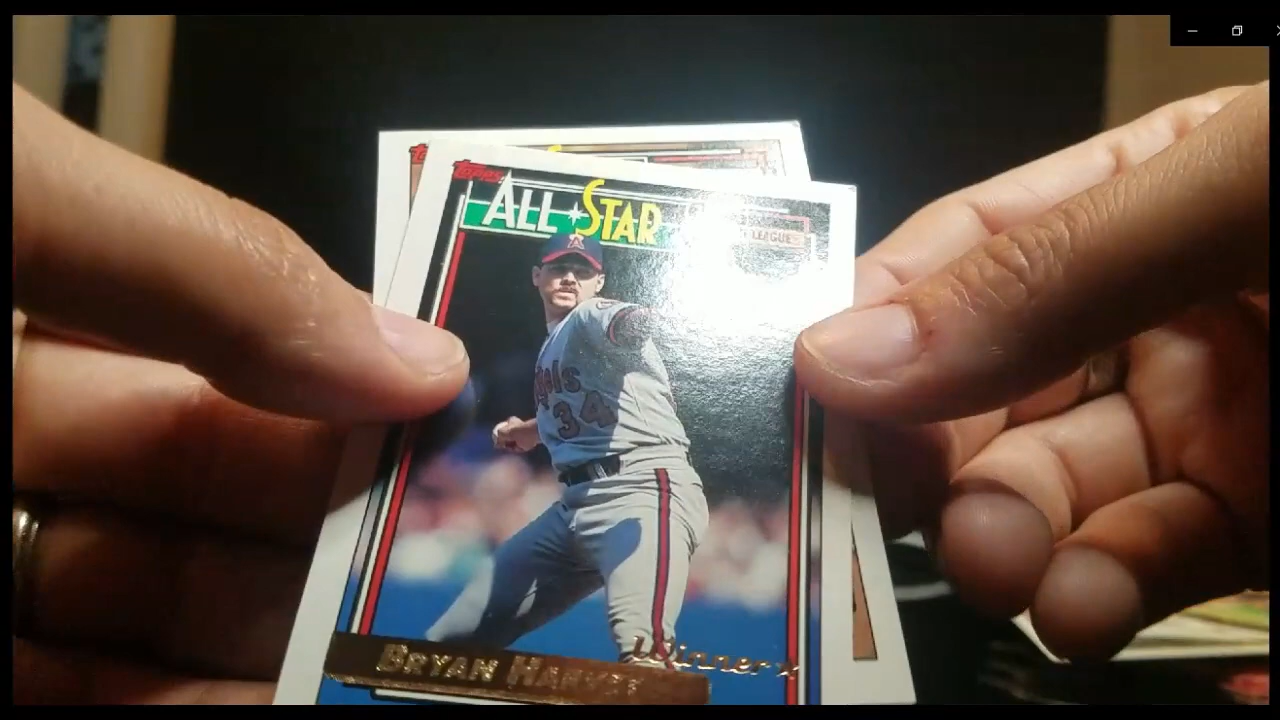 TOPPS
ALL★STAR
LEAGUE
Angels
34
BRYAN HARVEY
Winner